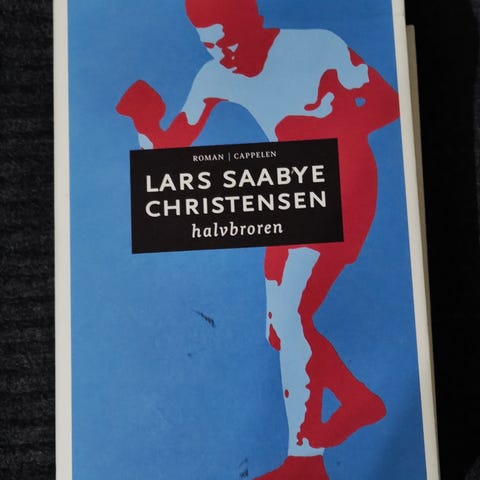 ROMAN | CAPPELEN
LARS SAABYE
CHRISTENSEN
halvbroren